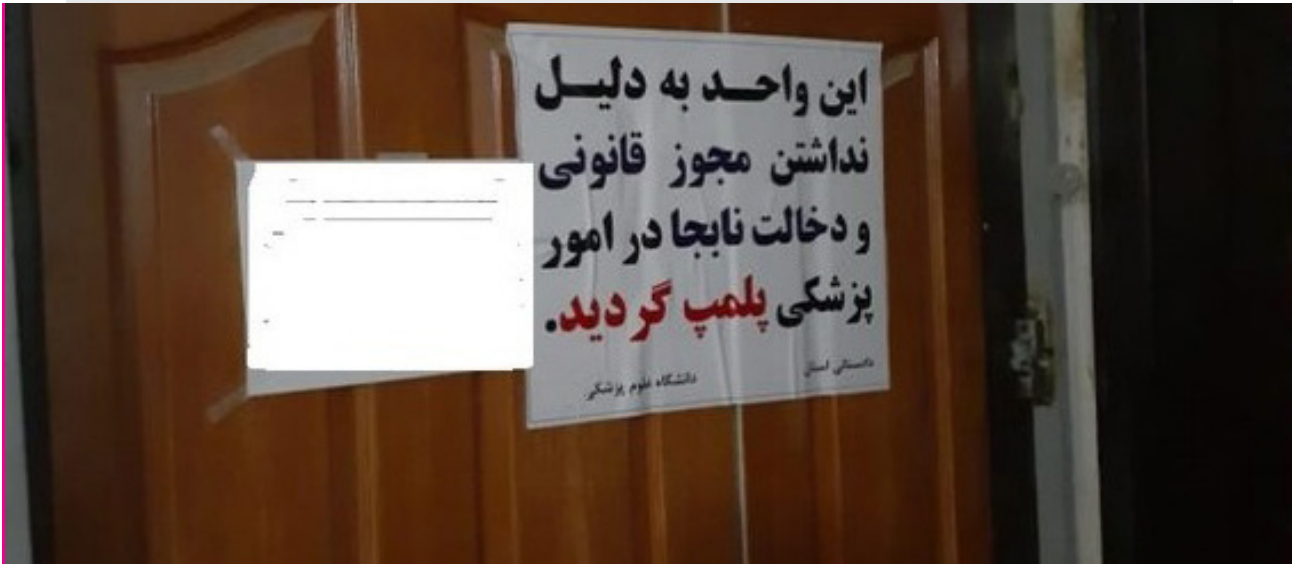 این واحد به دلیل
نداشتن مجوز قانونی
و دخالت نابجا در امور
پزشکی پلمپ گردید.
دادستانی استان
دانشگاه علوم پزشکی